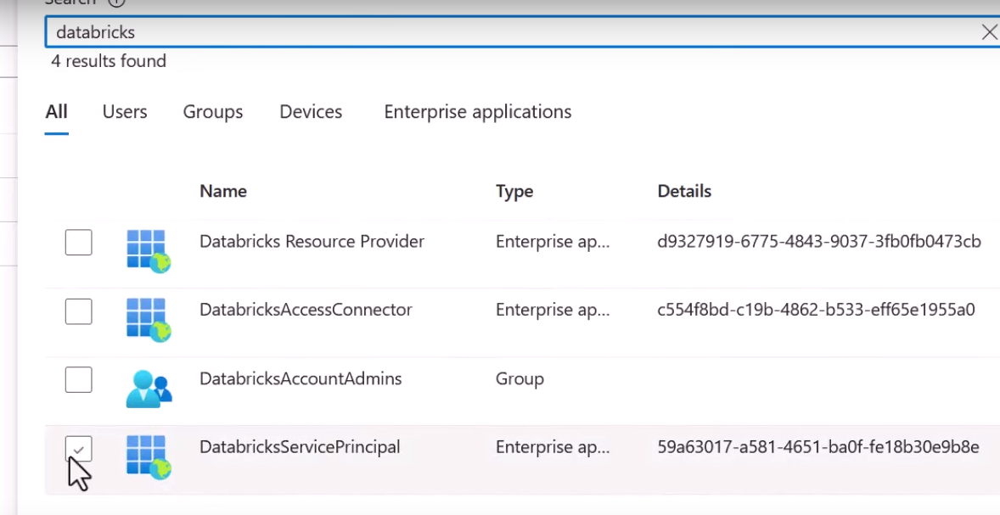 Search
databricks
4 results found
All Users Groups Devices Enterprise applications
Name Type Details
Databricks Resource Provider Enterprise ap... d9327919-6775-4843-9037-3fb0fb0473cb
DatabricksAccessConnector Enterprise ap... c554f8bd-c19b-4862-b533-eff65e1955a0
DatabricksAccountAdmins Group
DatabricksServicePrincipal Enterprise ap... 59a63017-a581-4651-ba0f-fe18b30e9b8e